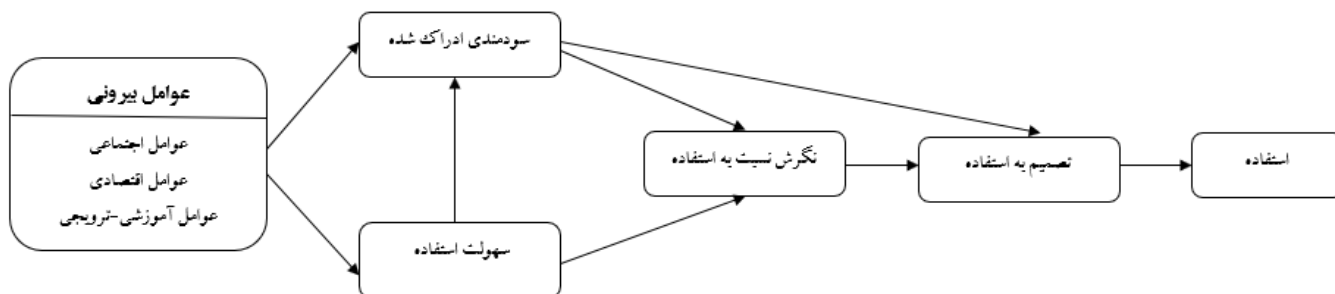 عوامل بیرونی
عوامل اجتماعی
عوامل اقتصادی
عوامل آموزشی-ترویجی
سودمندی ادراک شده
سهولت استفاده
نگرش نسبت به استفاده
تصمیم به استفاده
استفاده